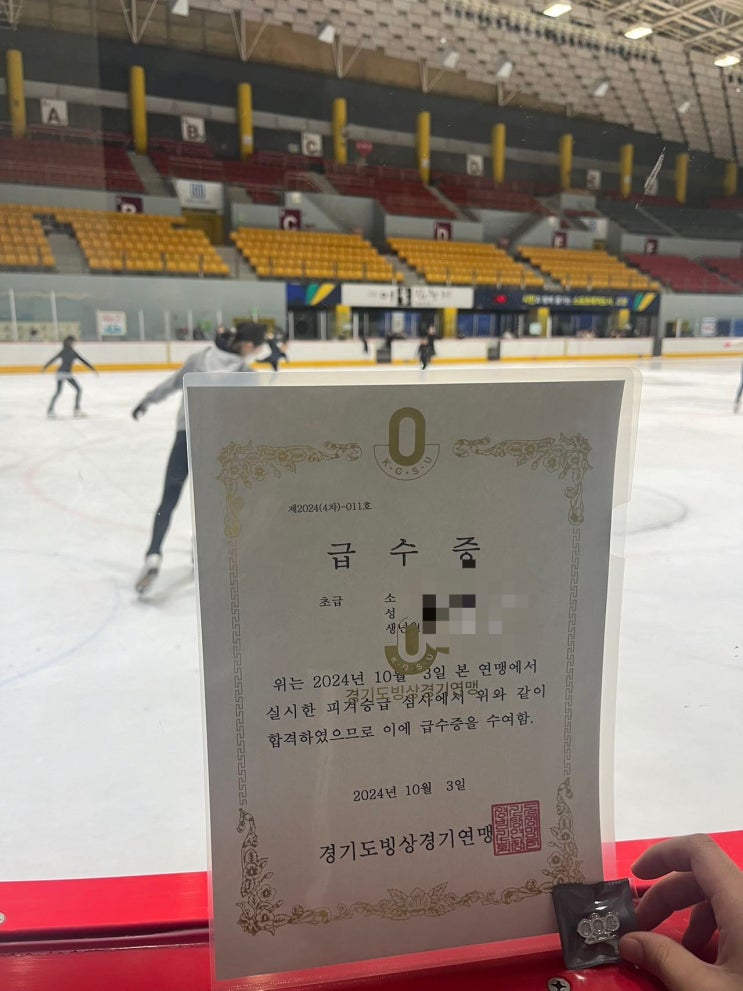 A
B
C
D
B
C
D
E
F
K·G·S·U
제2024(4차)-011호
급 수 증
초급
소
성
생년월
K·G·S·U
경기도빙상경기연맹
위는 2024년 10월 3일 본 연맹에서
실시한 피겨승급 심사에서 위와 같이
합격하였으므로 이에 급수증을 수여함.
2024년 10월 3일
경기도빙상경기연맹